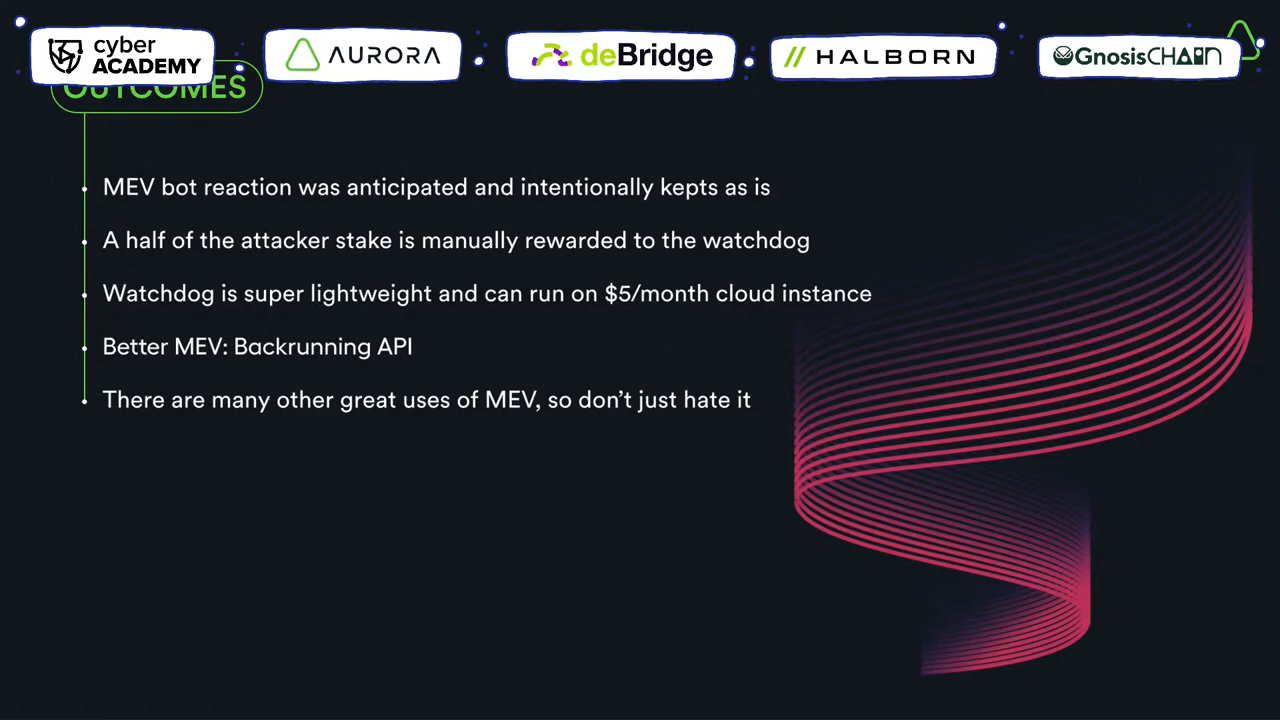 cyber
ACADEMY
AURORA
deBridge
HALBORN
GnosisCHAIN
OUTCOMES
MEV bot reaction was anticipated and intentionally kepts as is
A half of the attacker stake is manually rewarded to the watchdog
Watchdog is super lightweight and can run on $5/month cloud instance
Better MEV: Backrunning API
There are many other great uses of MEV, so don’t just hate it